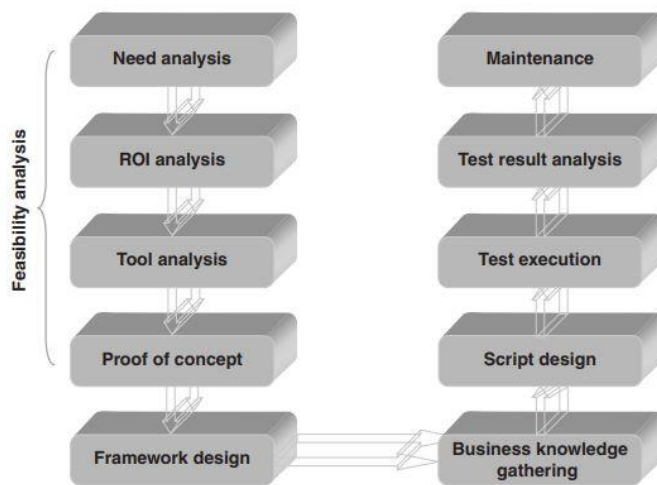 Feasibility analysis
Need analysis
ROI analysis
Tool analysis
Proof of concept
Framework design
Business knowledge
gathering
Script design
Test execution
Test result analysis
Maintenance